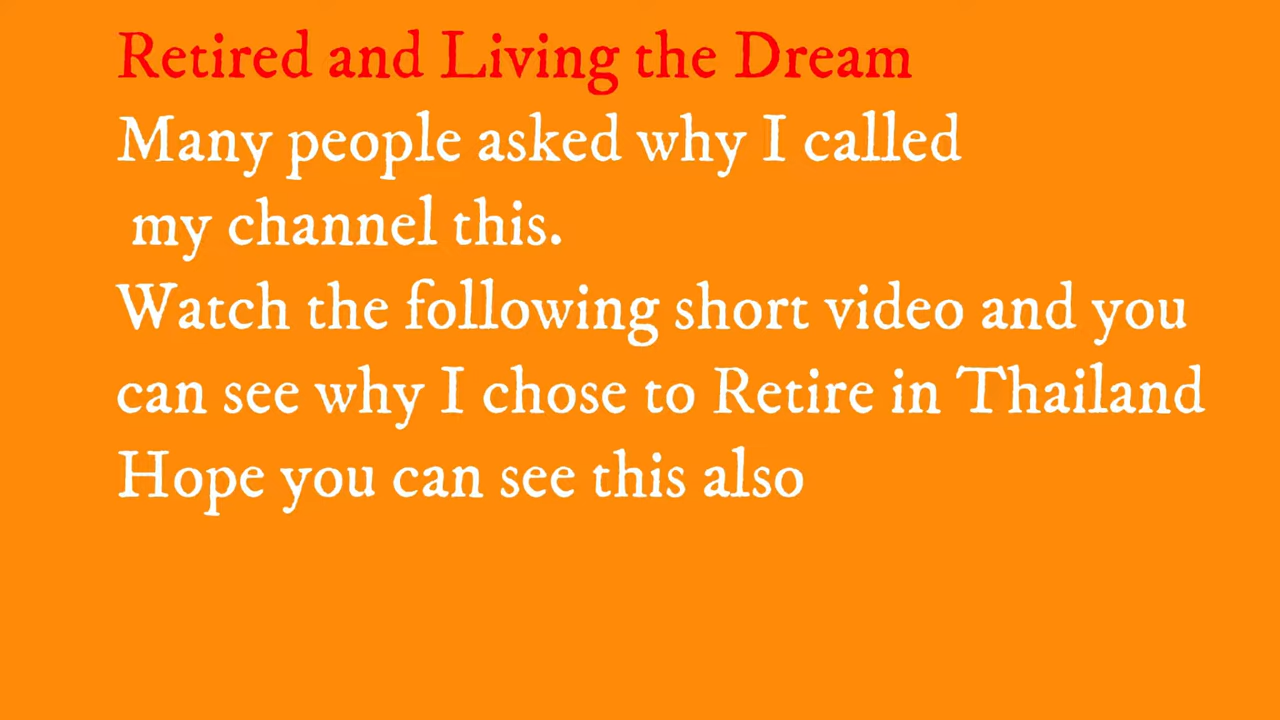 Retired and Living the Dream
Many people asked why I called
my channel this.
Watch the following short video and you
can see why I chose to Retire in Thailand
Hope you can see this also